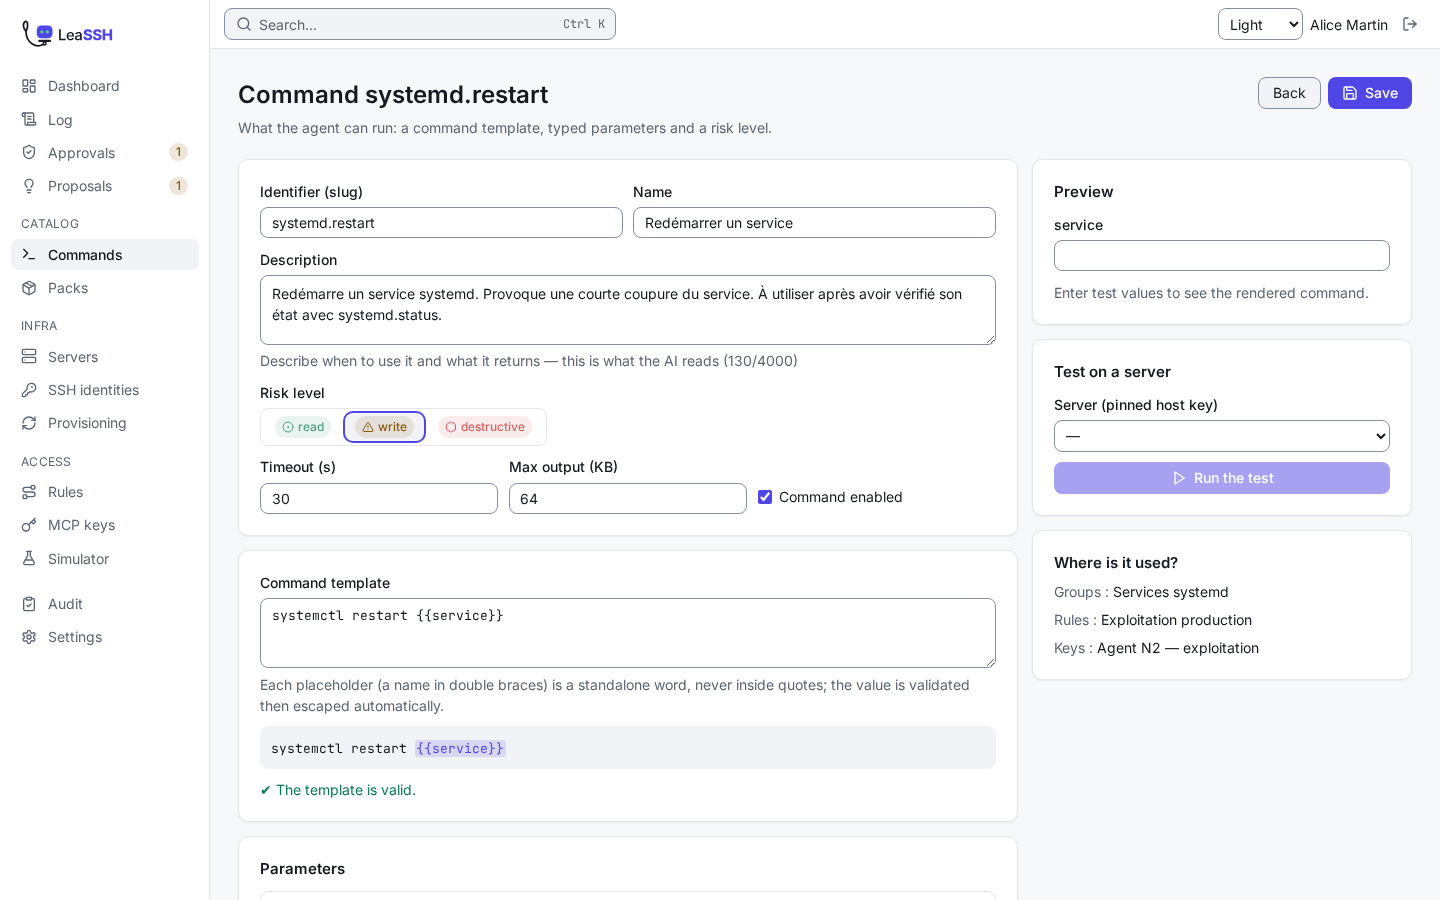 LeaSSH
Search...
Ctrl K
Light
Alice Martin
Dashboard
Log
Approvals
1
Proposals
1
CATALOG
Commands
Packs
INFRA
Servers
SSH identities
Provisioning
ACCESS
Rules
MCP keys
Simulator
Audit
Settings
Command systemd.restart
What the agent can run: a command template, typed parameters and a risk level.
Back
Save
Identifier (slug)
systemd.restart
Name
Redémarrer un service
Description
Redémarre un service systemd. Provoque une courte coupure du service. À utiliser après avoir vérifié son
état avec systemd.status.
Describe when to use it and what it returns — this is what the AI reads (130/4000)
Risk level
read
write
destructive
Timeout (s)
30
Max output (KB)
64
Command enabled
Command template
systemctl restart {{service}}
Each placeholder (a name in double braces) is a standalone word, never inside quotes; the value is validated
then escaped automatically.
systemctl restart {{service}}
✔ The template is valid.
Parameters
Preview
service
Enter test values to see the rendered command.
Test on a server
Server (pinned host key)
—
Run the test
Where is it used?
Groups : Services systemd
Rules : Exploitation production
Keys : Agent N2 — exploitation